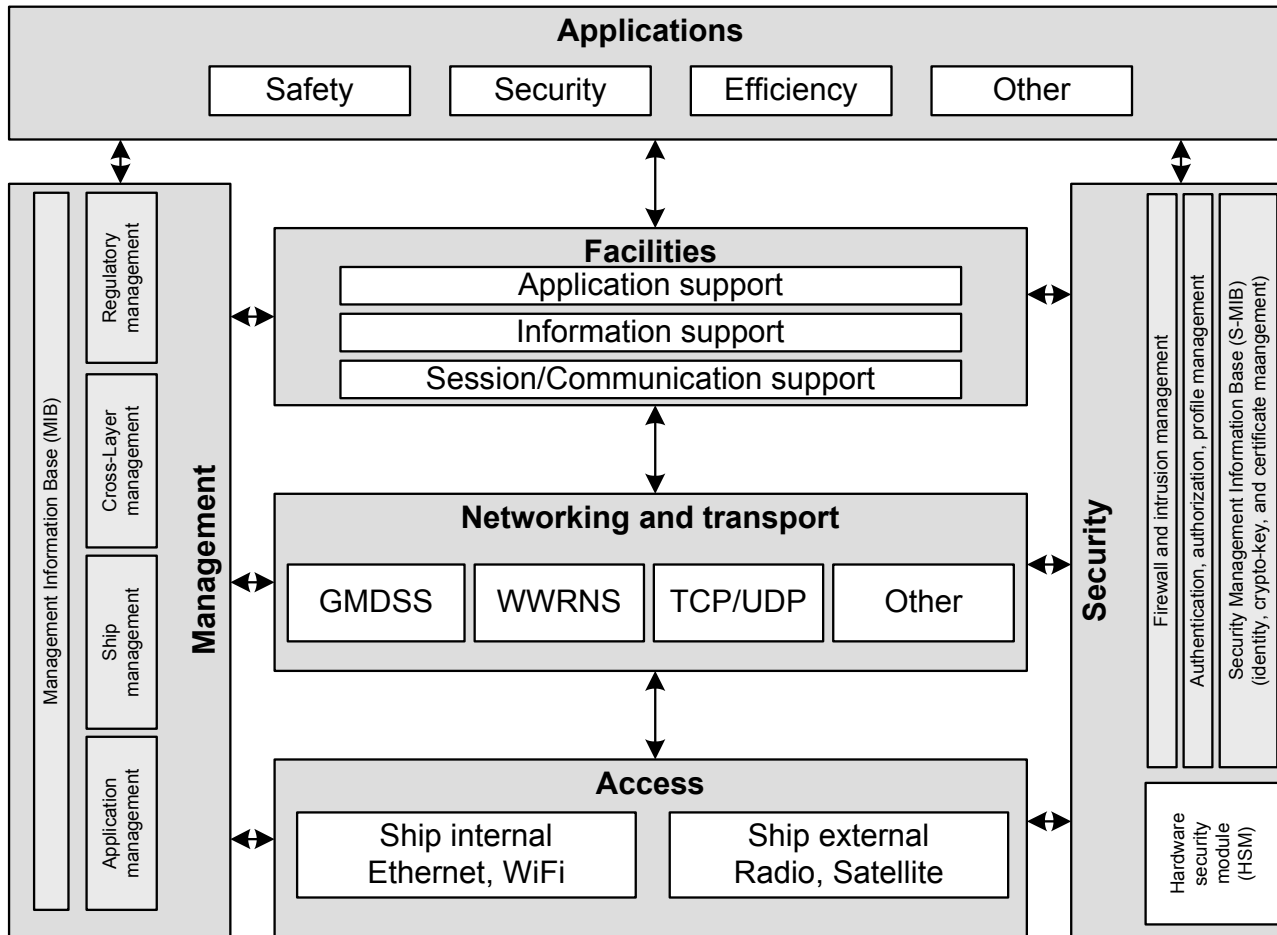 Applications
Safety
Security
Efficiency
Other
Management
Management Information Base (MIB)
Regulatory
management
Cross-Layer
management
Ship
management
Application
management
Facilities
Application support
Information support
Session/Communication support
Networking and transport
GMDSS
WWRNS
TCP/UDP
Other
Access
Ship internal
Ethernet, WiFi
Ship external
Radio, Satellite
Security
Firewall and intrusion management
Authentication, authorization, profile management
Security Management Information Base (S-MIB)
(identity, crypto-key, and certificate mangement)
Hardware
security
module
(HSM)